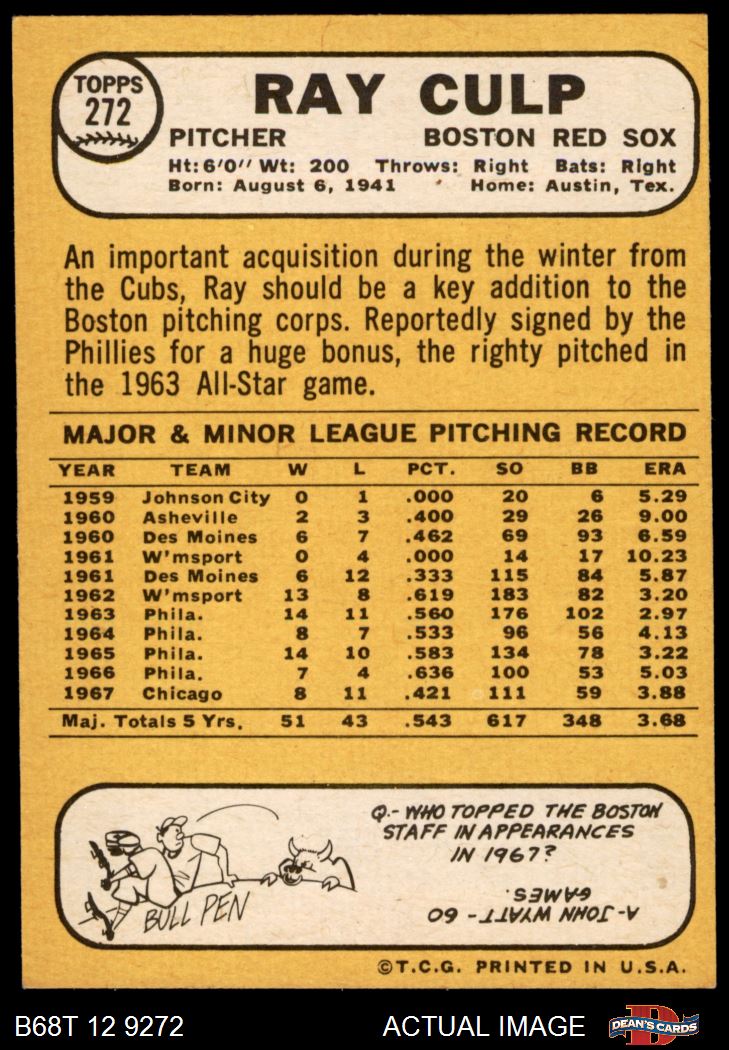 TOPPS
272
RAY CULP
PITCHER BOSTON RED SOX
Ht: 6'0" Wt: 200 Throws: Right Bats: Right
Born: August 6, 1941 Home: Austin, Tex.
An important acquisition during the winter from
the Cubs, Ray should be a key addition to the
Boston pitching corps. Reportedly signed by the
Phillies for a huge bonus, the righty pitched in
the 1963 All-Star game.
MAJOR & MINOR LEAGUE PITCHING RECORD
YEAR TEAM W L PCT. SO BB ERA
1959 Johnson City 0 1 .000 20 6 5.29
1960 Asheville 2 3 .400 29 26 9.00
1960 Des Moines 6 7 .462 69 93 6.59
1961 W'msport 0 4 .000 14 17 10.23
1961 Des Moines 6 12 .333 115 84 5.87
1962 W'msport 13 8 .619 183 82 3.20
1963 Phila. 14 11 .560 176 102 2.97
1964 Phila. 8 7 .533 96 56 4.13
1965 Phila. 14 10 .583 134 78 3.22
1966 Phila. 7 4 .636 100 53 5.03
1967 Chicago 8 11 .421 111 59 3.88
Maj. Totals 5 Yrs. 51 43 .543 617 348 3.68
Q.- WHO TOPPED THE BOSTON
STAFF IN APPEARANCES
IN 1967?
A- JOHN WYATT - 60
GAMES.
BULL PEN
©T.C.G. PRINTED IN U.S.A.
B68T 12 9272 ACTUAL IMAGE
D
DEAN'S CARDS